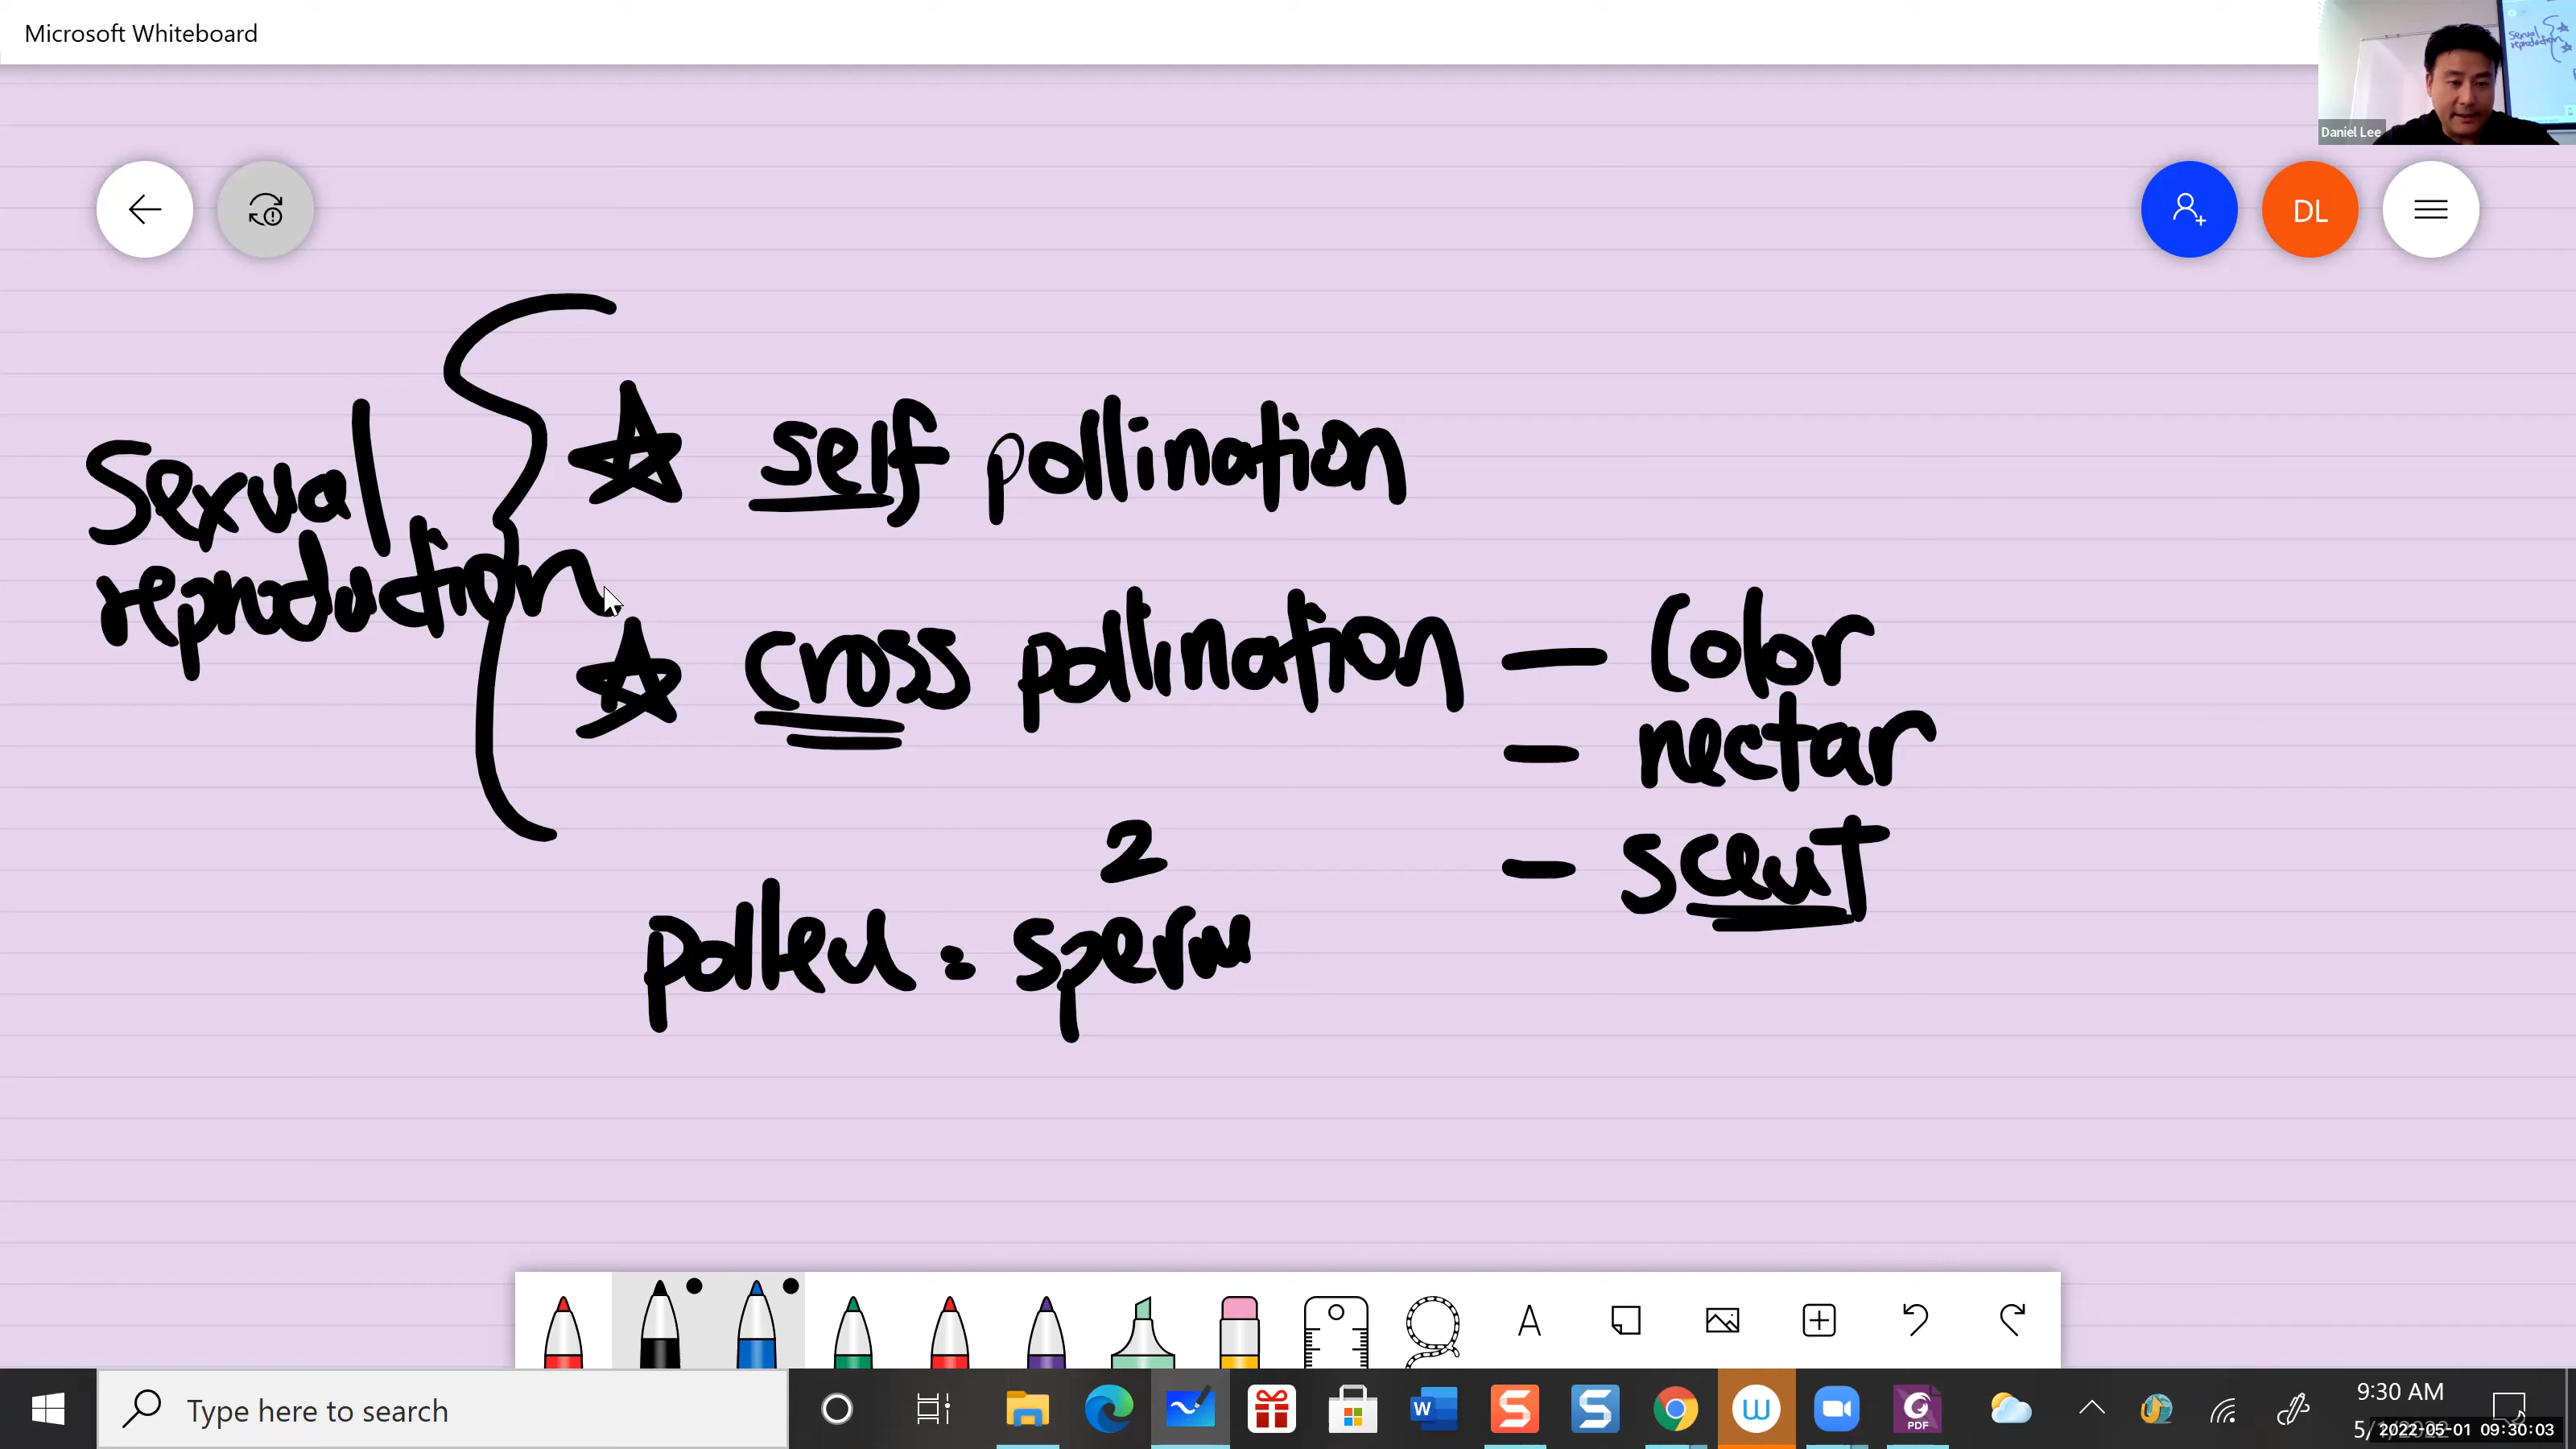 Microsoft Whiteboard
Daniel Lee
DL
Sexual
reproduction
self pollination
cross pollination – Color
– nectar
– scent
2
pollen = sperm
A
Type here to search
9:30 AM
2022-05-01 09:30:03